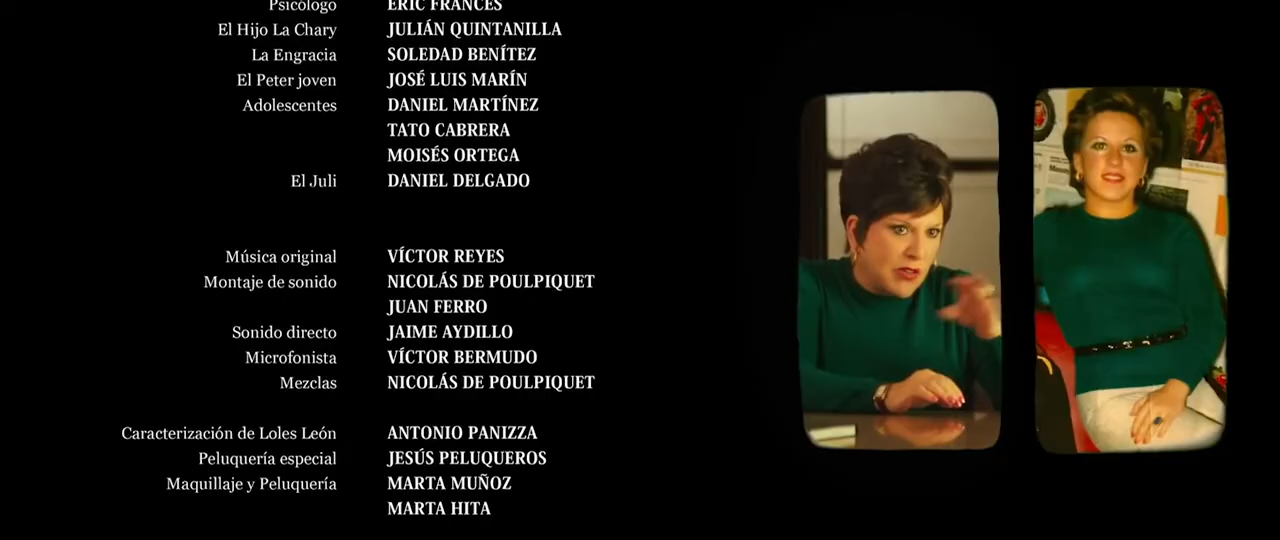 Psicólogo ERIC FRANCÉS
El Hijo La Chary JULIÁN QUINTANILLA
La Engracia SOLEDAD BENÍTEZ
El Peter joven JOSÉ LUIS MARÍN
Adolescentes DANIEL MARTÍNEZ
TATO CABRERA
MOISÉS ORTEGA
El Juli DANIEL DELGADO
Música original VÍCTOR REYES
Montaje de sonido NICOLÁS DE POULPIQUET
JUAN FERRO
Sonido directo JAIME AYDILLO
Microfonista VÍCTOR BERMUDO
Mezclas NICOLÁS DE POULPIQUET
Caracterización de Loles León ANTONIO PANIZZA
Peluquería especial JESÚS PELUQUEROS
Maquillaje y Peluquería MARTA MUÑOZ
MARTA HITA